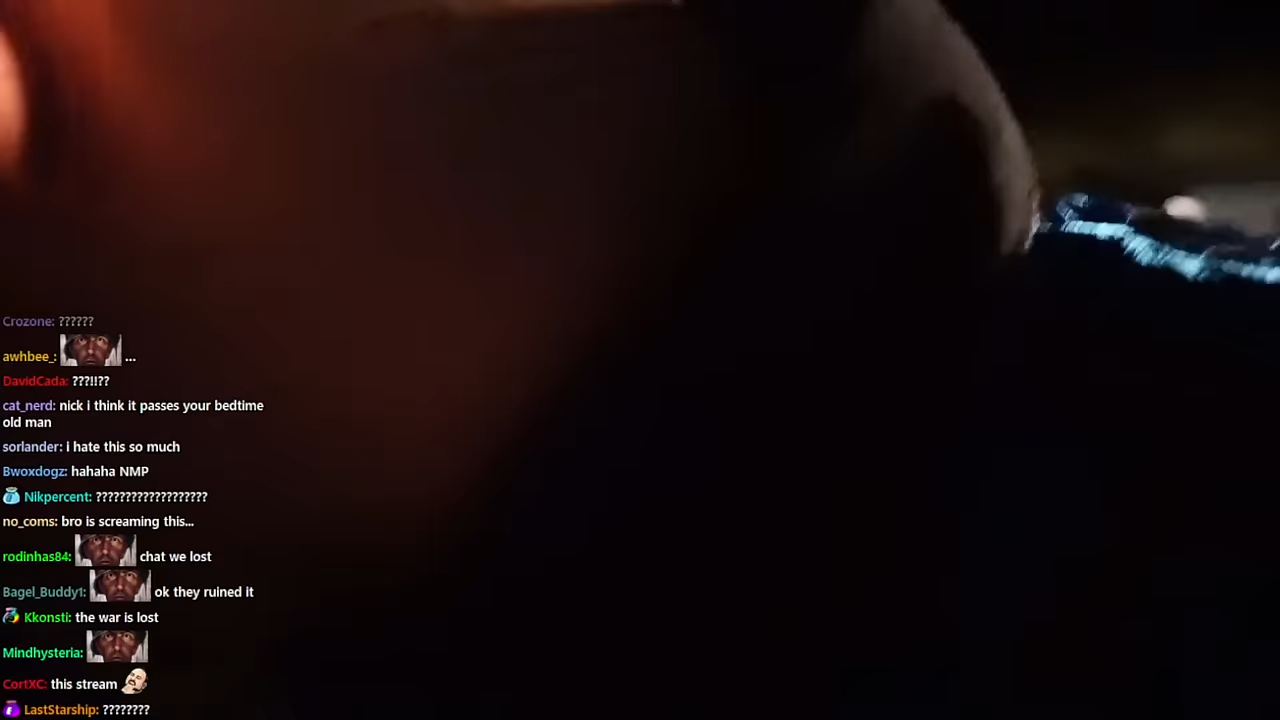 Crozone: ??????
awhbee_: ...
DavidCada: ???!!??
cat_nerd: nick i think it passes your bedtime
old man
sorlander: i hate this so much
Bwoxdogz: hahaha NMP
Nikpercent: ???????????????????
no_coms: bro is screaming this...
rodinhas84: chat we lost
Bagel_Buddy1: ok they ruined it
Kkonsti: the war is lost
Mindhysteria:
CortXC: this stream
LastStarship: ????????